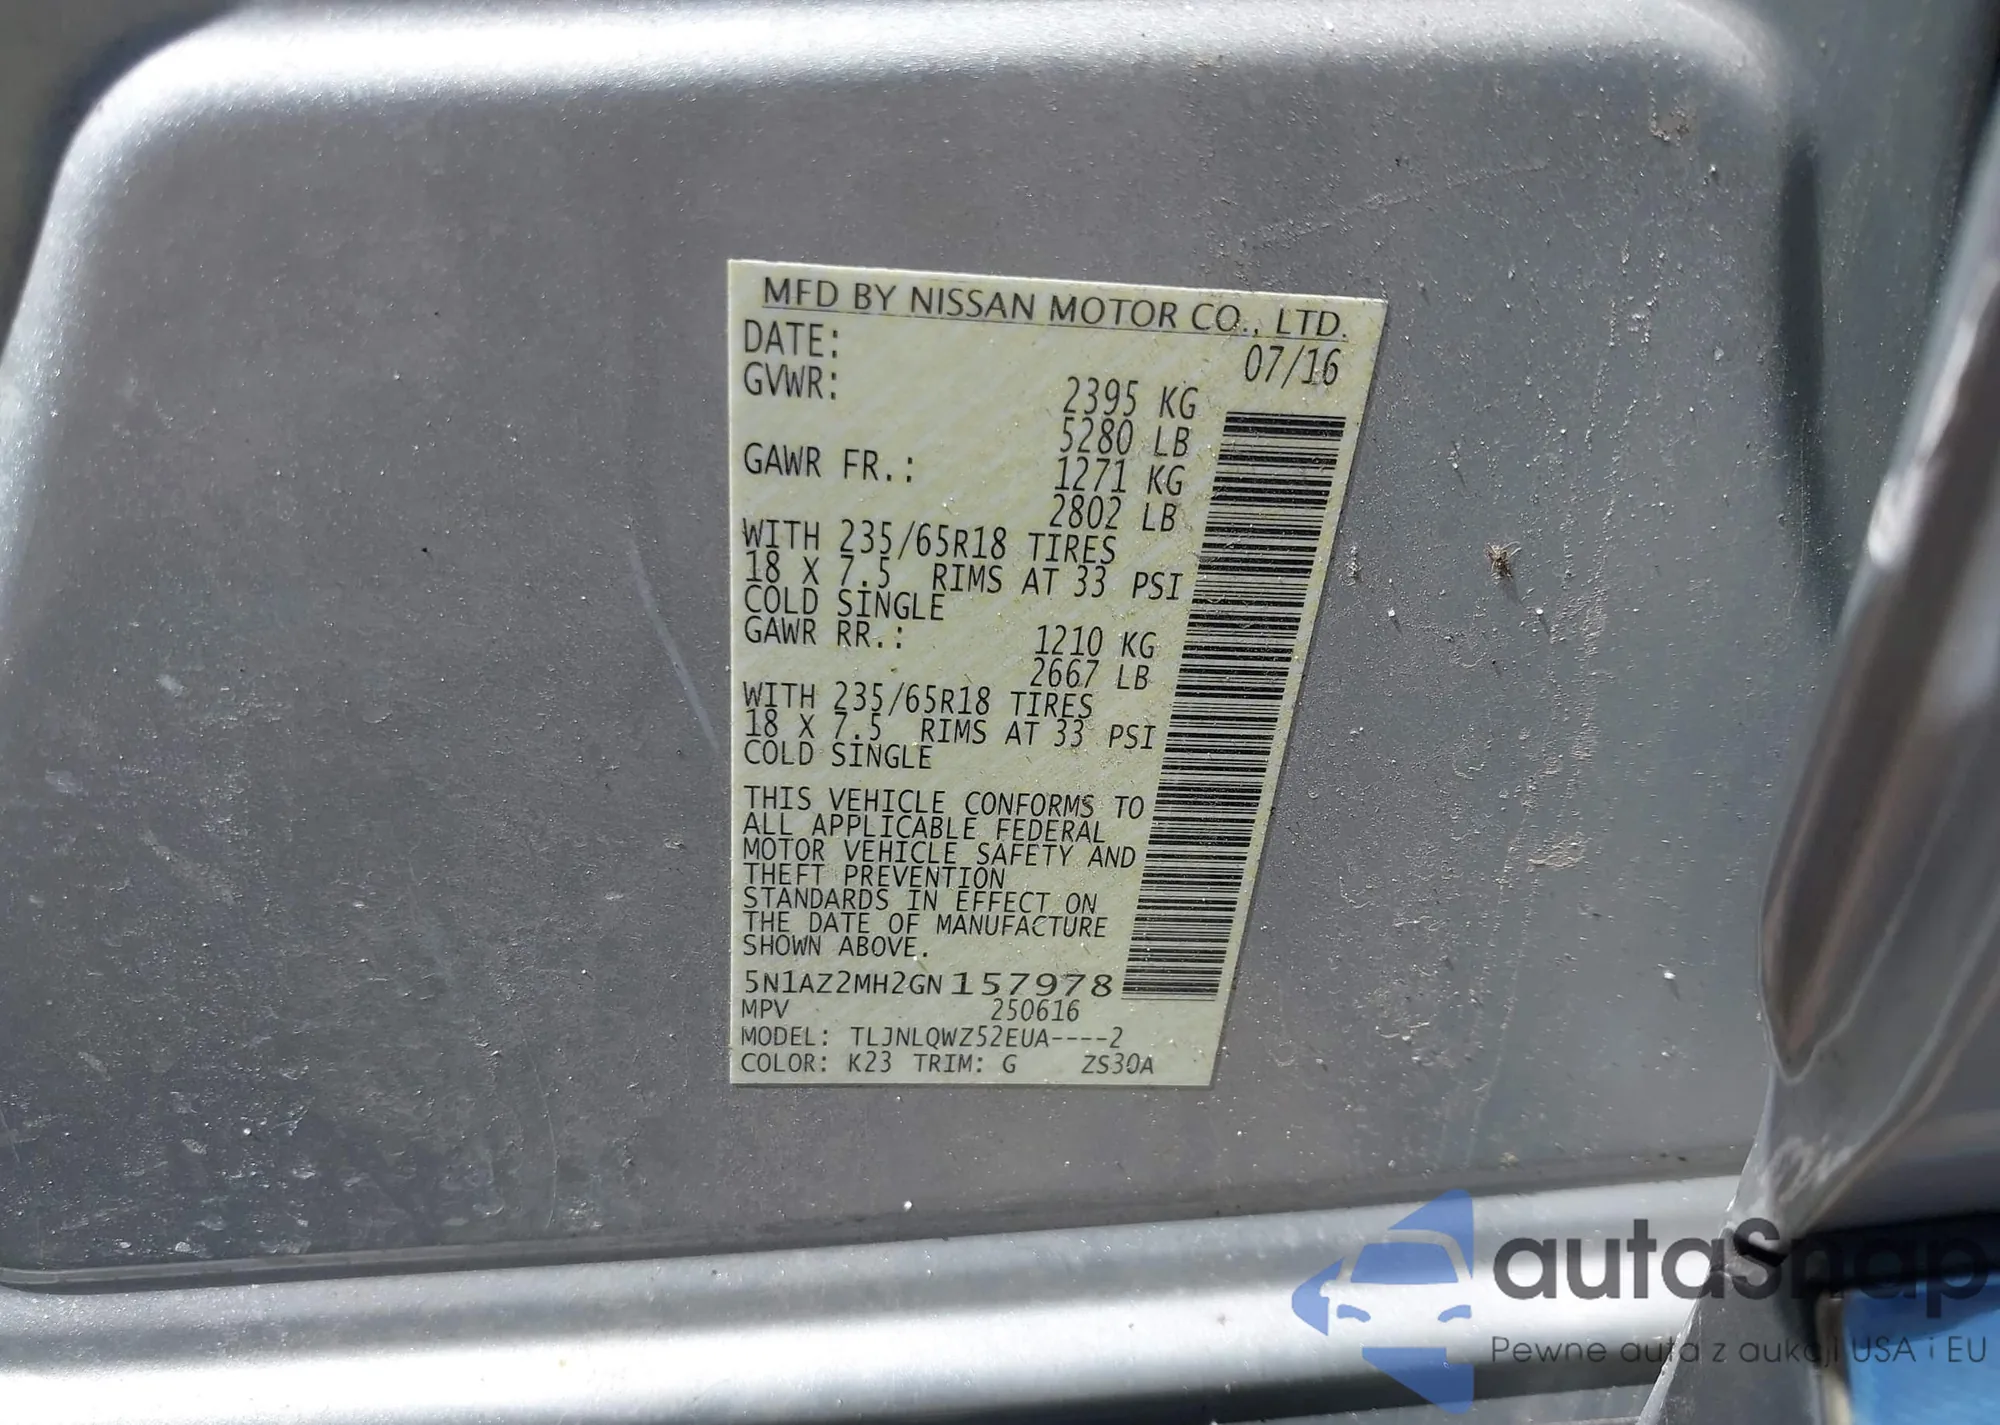 MFD BY NISSAN MOTOR CO., LTD.
DATE: 07/16
GVWR: 2395 KG
5280 LB
GAWR FR.: 1271 KG
2802 LB
WITH 235/65R18 TIRES
18 X 7.5 RIMS AT 33 PSI
COLD SINGLE
GAWR RR.: 1210 KG
2667 LB
WITH 235/65R18 TIRES
18 X 7.5 RIMS AT 33 PSI
COLD SINGLE
THIS VEHICLE CONFORMS TO
ALL APPLICABLE FEDERAL
MOTOR VEHICLE SAFETY AND
THEFT PREVENTION
STANDARDS IN EFFECT ON
THE DATE OF MANUFACTURE
SHOWN ABOVE.
5N1AZ2MH2GN157978
MPV 250616
MODEL: TLJNLQWZ52EUA----2
COLOR: K23 TRIM: G ZS30A
autasnap
Pewne auta z aukcji USA i EU